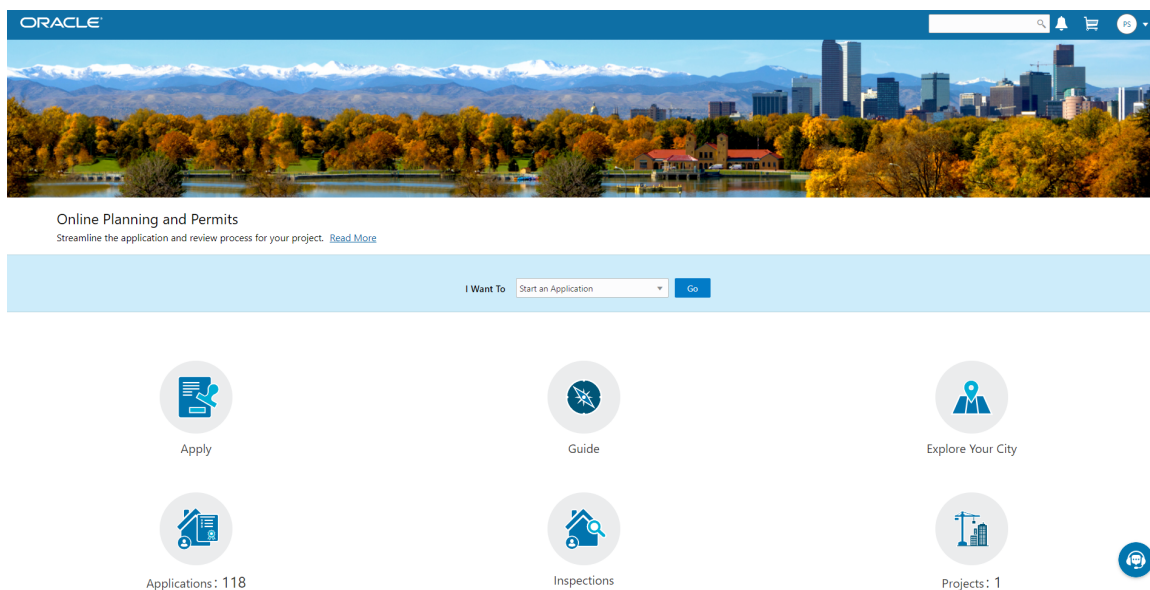 ORACLE
PS
Online Planning and Permits
Streamline the application and review process for your project. Read More
I Want To Start an Application Go
Apply Guide Explore Your City
Applications: 118 Inspections Projects: 1